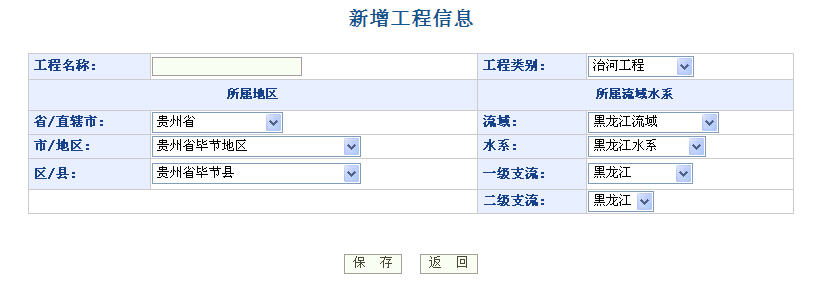 新增工程信息
工程名称： 工程类别： 治河工程
所属地区 所属流域水系
省/直辖市： 贵州省 流域： 黑龙江流域
市/地区： 贵州省毕节地区 水系： 黑龙江水系
区/县： 贵州省毕节县 一级支流： 黑龙江
二级支流： 黑龙江
保 存 返 回